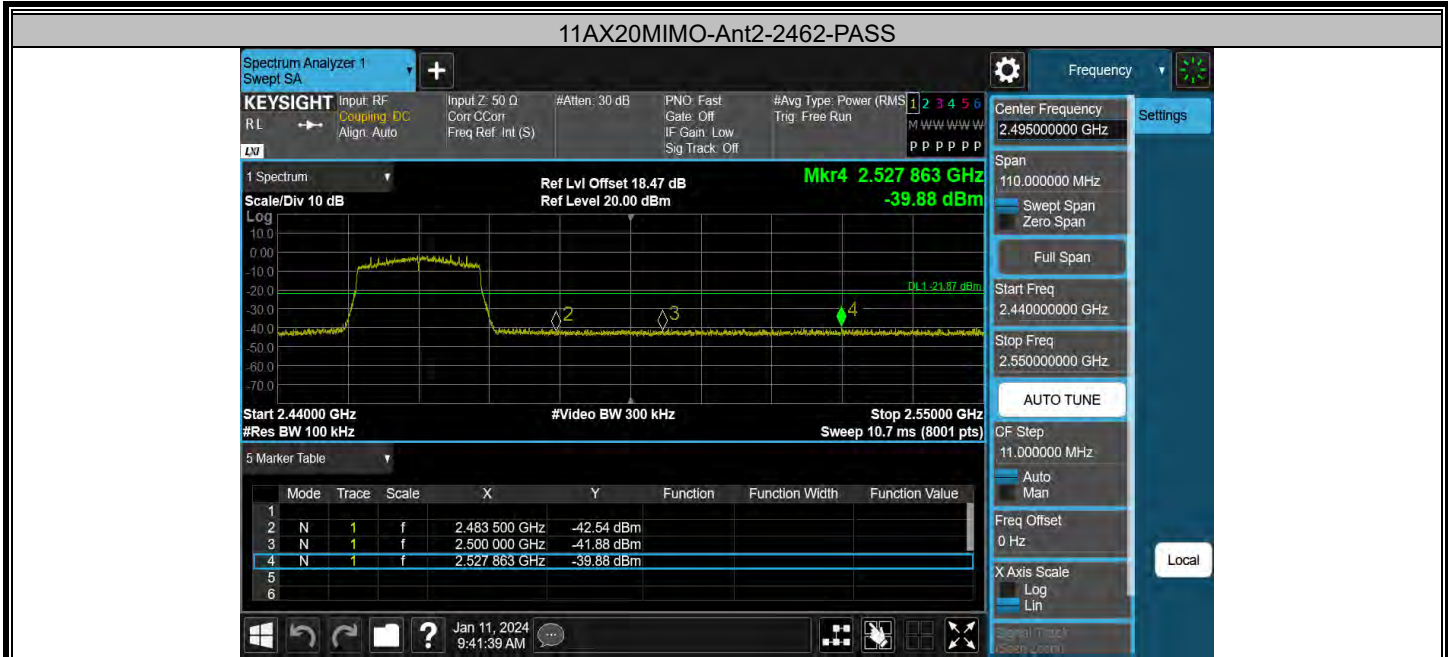 11AX20MIMO-Ant2-2462-PASS
Spectrum Analyzer 1
Swept SA
+
Frequency
KEYSIGHT
RL
LXI
Input: RF
Coupling: DC
Align: Auto
Input Z: 50 Ω
Corr CCorr
Freq Ref: Int (S)
#Atten: 30 dB
PNO: Fast
Gate: Off
IF Gain: Low
Sig Track: Off
#Avg Type: Power (RMS
Trig: Free Run
1 2 3 4 5 6
M W W W W W
P P P P P P
1 Spectrum
Scale/Div 10 dB
Ref Lvl Offset 18.47 dB
Ref Level 20.00 dBm
Mkr4 2.527 863 GHz
-39.88 dBm
Log
10.0
0.00
-10.0
-20.0
-30.0
-40.0
-50.0
-60.0
-70.0
DL1 -21.87 dBm
2
3
4
Start 2.44000 GHz
#Res BW 100 kHz
#Video BW 300 kHz
Stop 2.55000 GHz
Sweep 10.7 ms (8001 pts)
5 Marker Table
Mode Trace Scale X Y Function Function Width Function Value
1
2 N 1 f 2.483 500 GHz -42.54 dBm
3 N 1 f 2.500 000 GHz -41.88 dBm
4 N 1 f 2.527 863 GHz -39.88 dBm
5
6
Center Frequency
2.495000000 GHz
Settings
Span
110.000000 MHz
Swept Span
Zero Span
Full Span
Start Freq
2.440000000 GHz
Stop Freq
2.550000000 GHz
AUTO TUNE
CF Step
11.000000 MHz
Auto
Man
Freq Offset
0 Hz
X Axis Scale
Log
Lin
Signal Track
(Span Zoom)
Local
?
Jan 11, 2024
9:41:39 AM